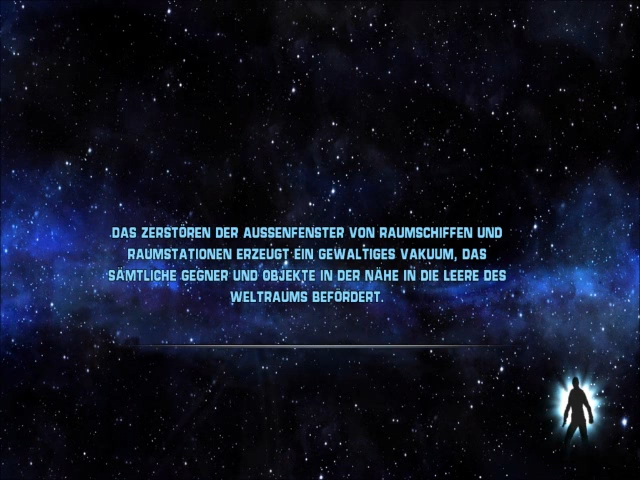 DAS ZERSTÖREN DER AUSSENFENSTER VON RAUMSCHIFFEN UND
RAUMSTATIONEN ERZEUGT EIN GEWALTIGES VAKUUM, DAS
SÄMTLICHE GEGNER UND OBJEKTE IN DER NÄHE IN DIE LEERE DES
WELTRAUMS BEFÖRDERT.